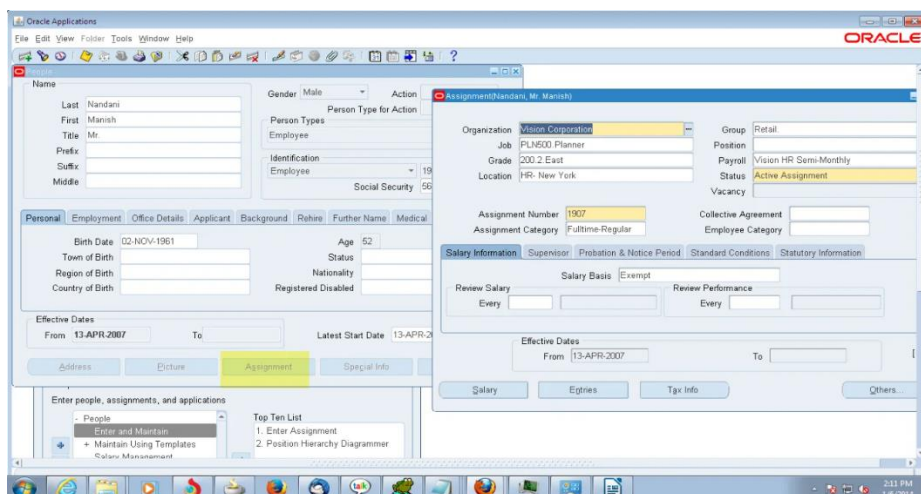 Oracle Applications
File Edit View Folder Tools Window Help
ORACLE
People
Name
Last Nandani
First Manish
Title Mr.
Prefix
Suffix
Middle
Gender Male
Action
Person Type for Action
Person Types
Employee
Identification
Employee 19
Social Security 56
Personal Employment Office Details Applicant Background Rehire Further Name Medical
Birth Date 02-NOV-1961
Town of Birth
Region of Birth
Country of Birth
Age 52
Status
Nationality
Registered Disabled
Effective Dates
From 13-APR-2007 To
Latest Start Date 13-APR-2
Address Picture Assignment Special Info
Enter people, assignments, and applications
- People
Enter and Maintain
+ Maintain Using Templates
Salary Management
Top Ten List
1. Enter Assignment
2. Position Hierarchy Diagrammer
Assignment(Nandani, Mr. Manish)
Organization Vision Corporation
Job PLN500.Planner
Grade 200.2.East
Location HR- New York
Group Retail.
Position
Payroll Vision HR Semi-Monthly
Status Active Assignment
Vacancy
Assignment Number 1907
Assignment Category Fulltime-Regular
Collective Agreement
Employee Category
Salary Information Supervisor Probation & Notice Period Standard Conditions Statutory Information
Salary Basis Exempt
Review Salary
Every
Review Performance
Every
Effective Dates
From 13-APR-2007 To
Salary Entries Tax Info Others...
talk
2:11 PM